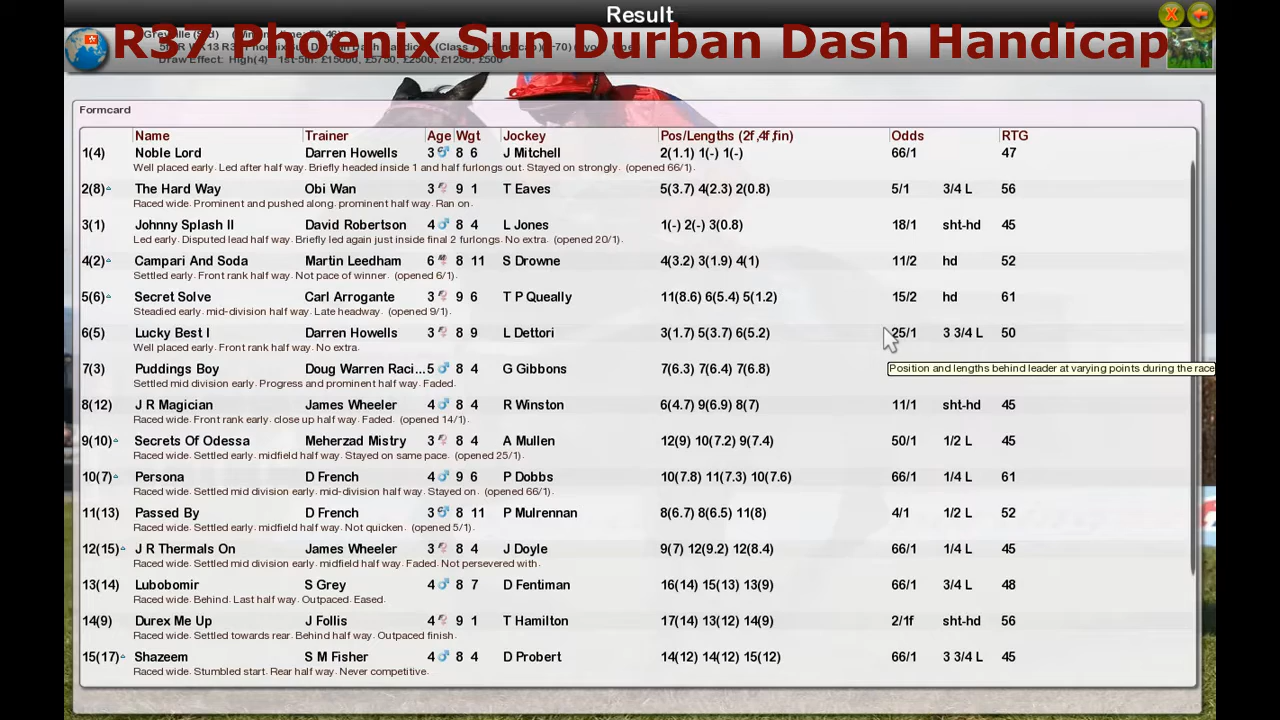 Result
R37 Phoenix Sun Durban Dash Handicap
Draw Effect: High(4) 1st-5th: £15000, £5750, £2500, £1250, £500
Formcard
Name Trainer Age Wgt Jockey Pos/Lengths (2f,4f,fin) Odds RTG
1(4) Noble Lord Darren Howells 3 8 6 J Mitchell 2(1.1) 1(-) 1(-) 66/1 47
Well placed early. Led after half way. Briefly headed inside 1 and half furlongs out. Stayed on strongly. (opened 66/1).
2(8) The Hard Way Obi Wan 3 9 1 T Eaves 5(3.7) 4(2.3) 2(0.8) 5/1 3/4 L 56
Raced wide. Prominent and pushed along. prominent half way. Ran on.
3(1) Johnny Splash II David Robertson 4 8 4 L Jones 1(-) 2(-) 3(0.8) 18/1 sht-hd 45
Led early. Disputed lead half way. Briefly led again just inside final 2 furlongs. No extra. (opened 20/1).
4(2) Campari And Soda Martin Leedham 6 8 11 S Drowne 4(3.2) 3(1.9) 4(1) 11/2 hd 52
Settled early. Front rank half way. Not pace of winner. (opened 6/1).
5(6) Secret Solve Carl Arrogante 3 9 6 T P Queally 11(8.6) 6(5.4) 5(1.2) 15/2 hd 61
Steadied early. mid-division half way. Late headway. (opened 9/1).
6(5) Lucky Best I Darren Howells 3 8 9 L Dettori 3(1.7) 5(3.7) 6(5.2) 25/1 3 3/4 L 50
Well placed early. Front rank half way. No extra.
7(3) Puddings Boy Doug Warren Raci... 5 8 4 G Gibbons 7(6.3) 7(6.4) 7(6.8)
Position and lengths behind leader at varying points during the race
Settled mid division early. Progress and prominent half way. Faded.
8(12) J R Magician James Wheeler 4 8 4 R Winston 6(4.7) 9(6.9) 8(7) 11/1 sht-hd 45
Raced wide. Front rank early. close up half way. Faded. (opened 14/1).
9(10) Secrets Of Odessa Meherzad Mistry 3 8 4 A Mullen 12(9) 10(7.2) 9(7.4) 50/1 1/2 L 45
Raced wide. Settled early. midfield half way. Stayed on same pace. (opened 25/1).
10(7) Persona D French 4 9 6 P Dobbs 10(7.8) 11(7.3) 10(7.6) 66/1 1/4 L 61
Raced wide. Settled mid division early. mid-division half way. Stayed on. (opened 66/1).
11(13) Passed By D French 3 8 11 P Mulrennan 8(6.7) 8(6.5) 11(8) 4/1 1/2 L 52
Raced wide. Settled early. midfield half way. Not quicken. (opened 5/1).
12(15) J R Thermals On James Wheeler 3 8 4 J Doyle 9(7) 12(9.2) 12(8.4) 66/1 1/4 L 45
Raced wide. Settled mid division early. midfield half way. Faded. Not persevered with.
13(14) Lubobomir S Grey 4 8 7 D Fentiman 16(14) 15(13) 13(9) 66/1 3/4 L 48
Raced wide. Behind. Last half way. Outpaced. Eased.
14(9) Durex Me Up J Follis 4 9 1 T Hamilton 17(14) 13(12) 14(9) 2/1f sht-hd 56
Raced wide. Settled towards rear. Behind half way. Outpaced finish.
15(17) Shazeem S M Fisher 4 8 4 D Probert 14(12) 14(12) 15(12) 66/1 3 3/4 L 45
Raced wide. Stumbled start. Rear half way. Never competitive.